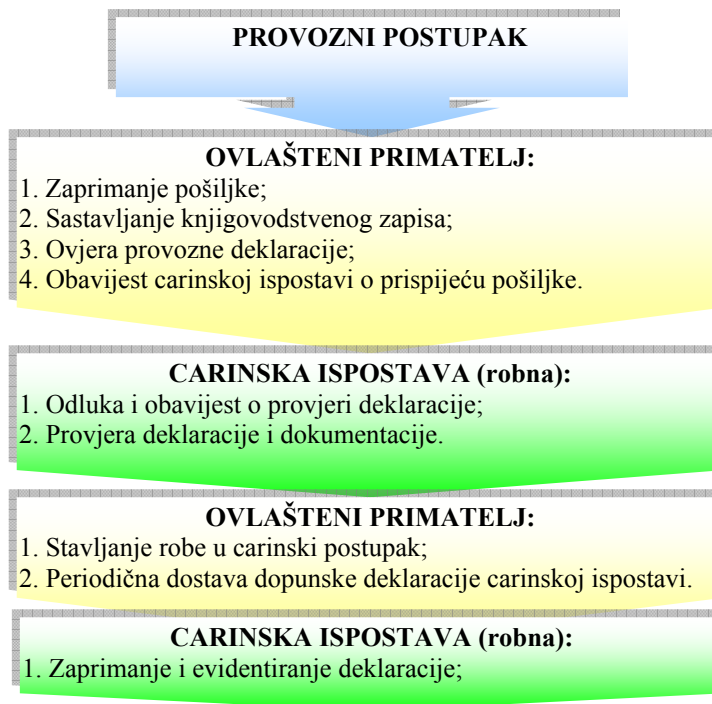 PROVOZNI POSTUPAK
OVLAŠTENI PRIMATELJ:
1. Zaprimanje pošiljke;
2. Sastavljanje knjigovodstvenog zapisa;
3. Ovjera provozne deklaracije;
4. Obavijest carinskoj ispostavi o prispijeću pošiljke.
CARINSKA ISPOSTAVA (robna):
1. Odluka i obavijest o provjeri deklaracije;
2. Provjera deklaracije i dokumentacije.
OVLAŠTENI PRIMATELJ:
1. Stavljanje robe u carinski postupak;
2. Periodična dostava dopunske deklaracije carinskoj ispostavi.
CARINSKA ISPOSTAVA (robna):
1. Zaprimanje i evidentiranje deklaracije;